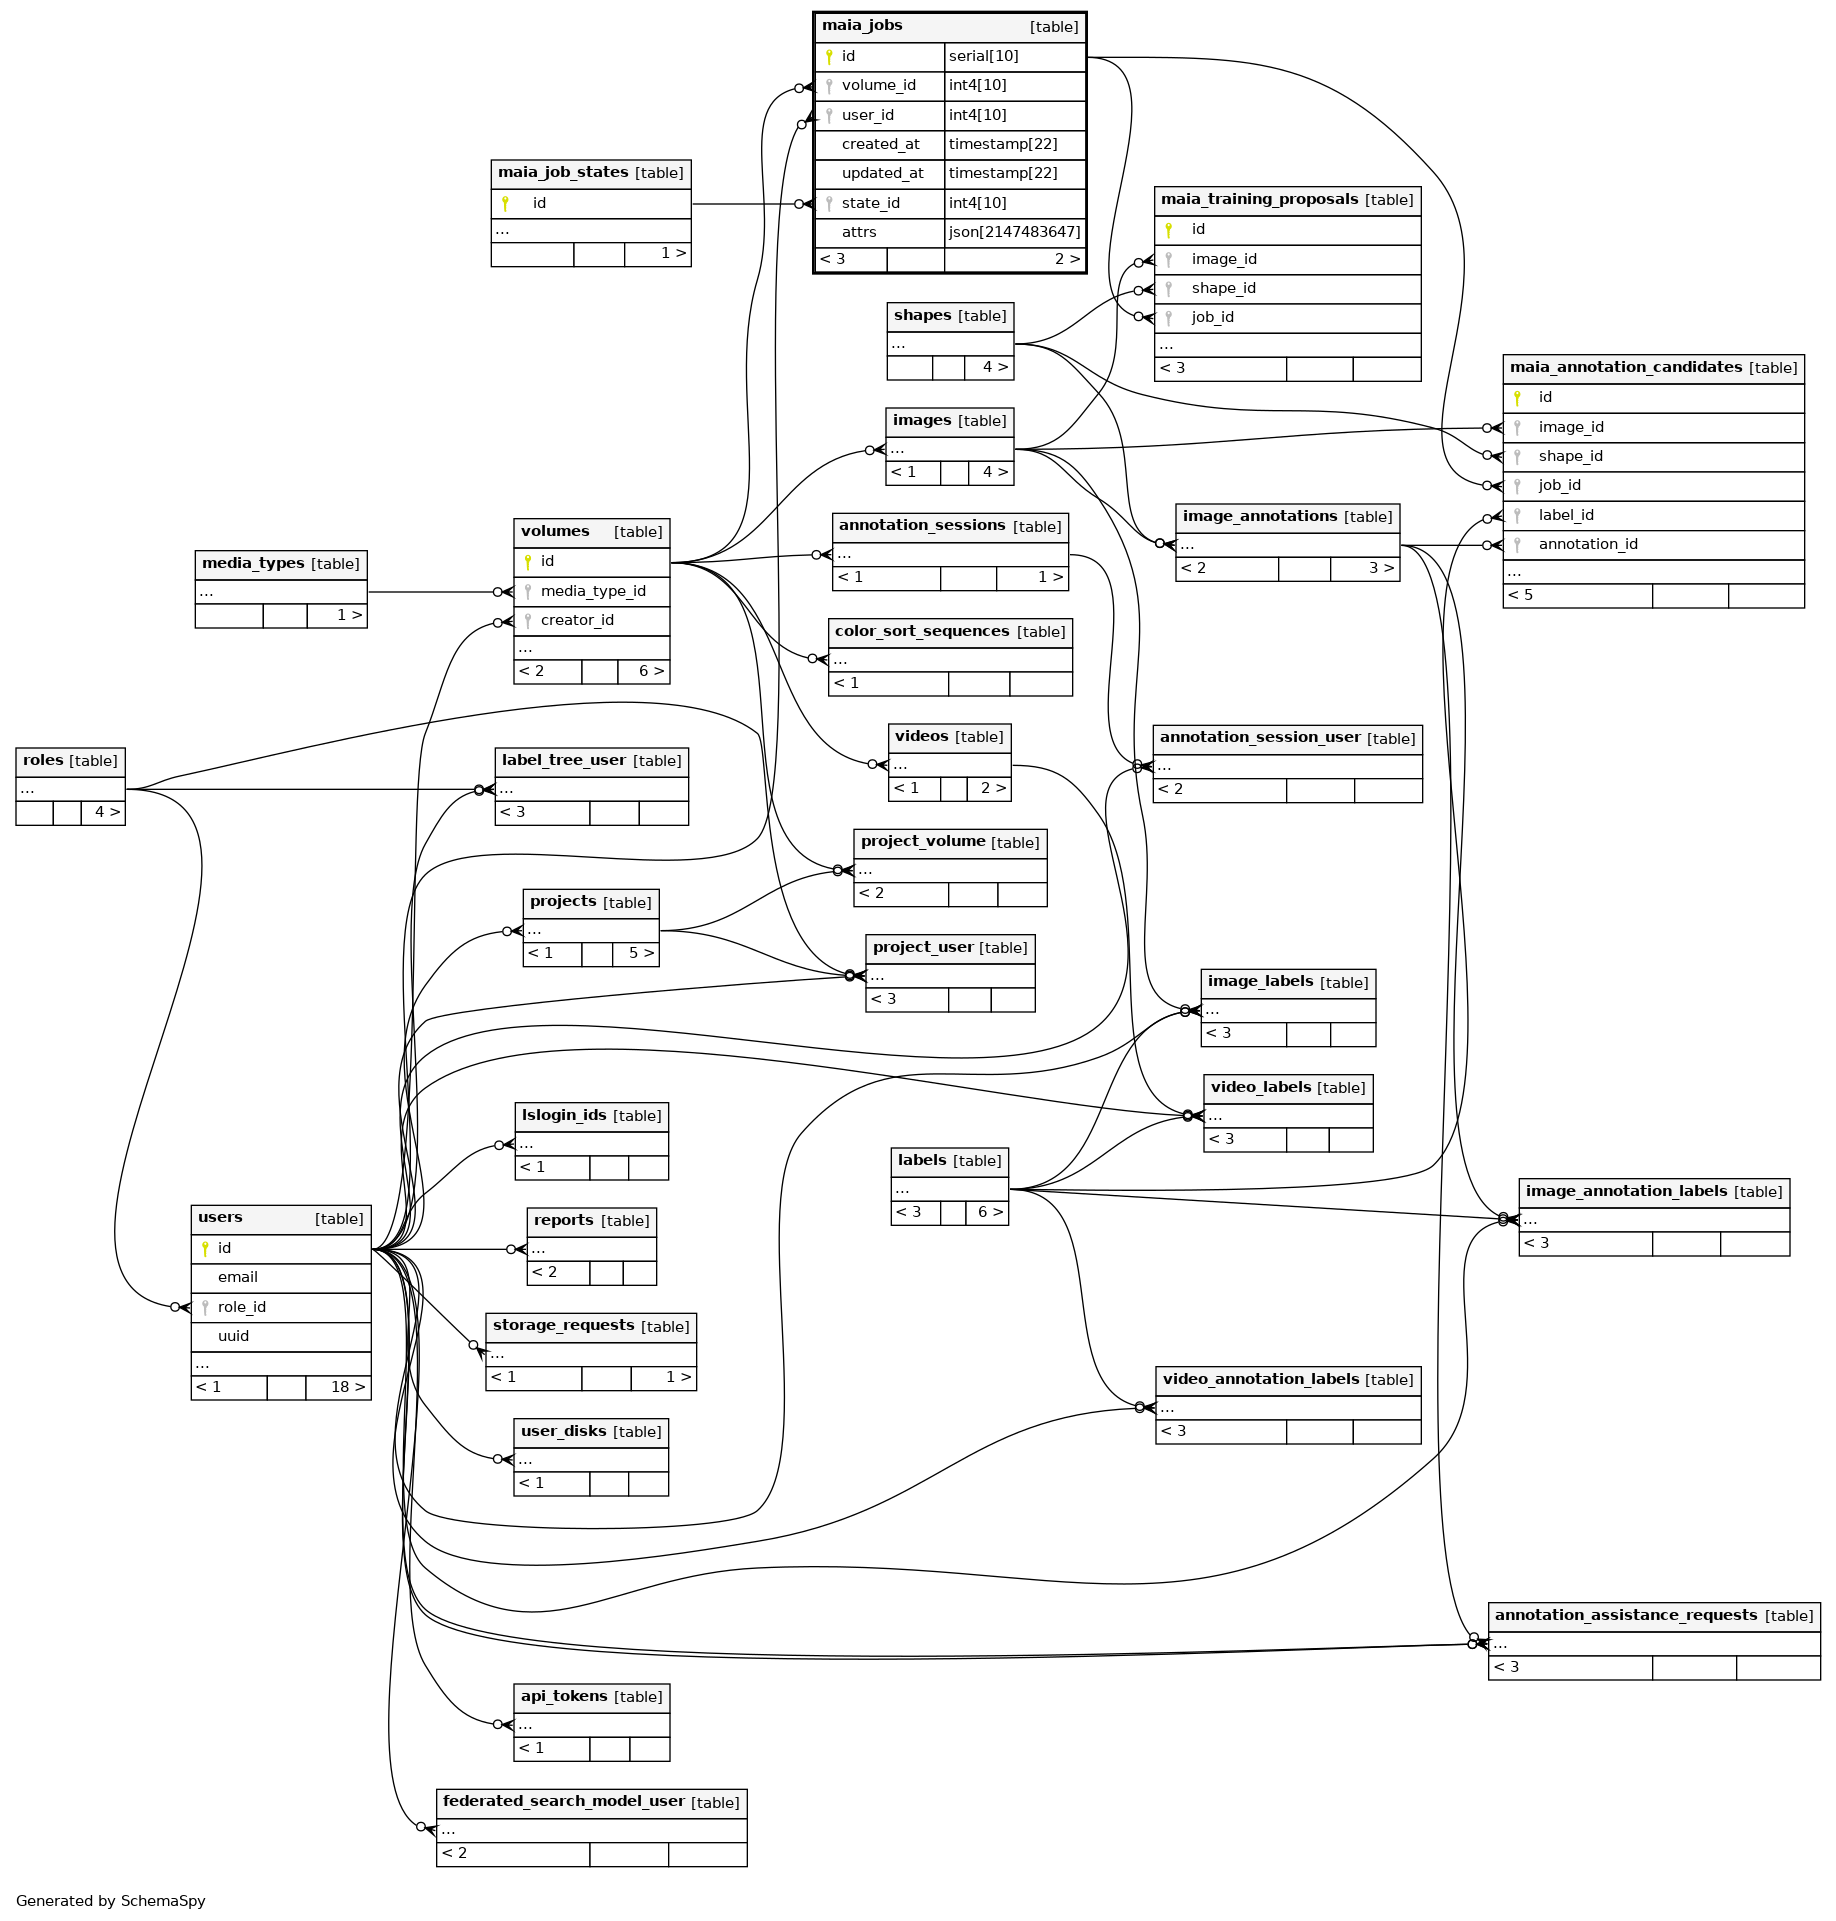 maia_jobs [table]
id serial[10]
volume_id int4[10]
user_id int4[10]
created_at timestamp[22]
updated_at timestamp[22]
state_id int4[10]
attrs json[2147483647]
< 3 2 >
maia_job_states [table]
id
...
1 >
maia_training_proposals [table]
id
image_id
shape_id
job_id
...
< 3
shapes [table]
...
4 >
maia_annotation_candidates [table]
id
image_id
shape_id
job_id
label_id
annotation_id
...
< 5
images [table]
...
< 1 4 >
image_annotations [table]
...
< 2 3 >
annotation_sessions [table]
...
< 1 1 >
volumes [table]
id
media_type_id
creator_id
...
< 2 6 >
media_types [table]
...
1 >
color_sort_sequences [table]
...
< 1
videos [table]
...
< 1 2 >
annotation_session_user [table]
...
< 2
roles [table]
...
4 >
label_tree_user [table]
...
< 3
project_volume [table]
...
< 2
projects [table]
...
< 1 5 >
project_user [table]
...
< 3
image_labels [table]
...
< 3
video_labels [table]
...
< 3
lslogin_ids [table]
...
< 1
labels [table]
...
< 3 6 >
image_annotation_labels [table]
...
< 3
users [table]
id
email
role_id
uuid
...
< 1 18 >
reports [table]
...
< 2
storage_requests [table]
...
< 1 1 >
video_annotation_labels [table]
...
< 3
user_disks [table]
...
< 1
annotation_assistance_requests [table]
...
< 3
api_tokens [table]
...
< 1
federated_search_model_user [table]
...
< 2
Generated by SchemaSpy